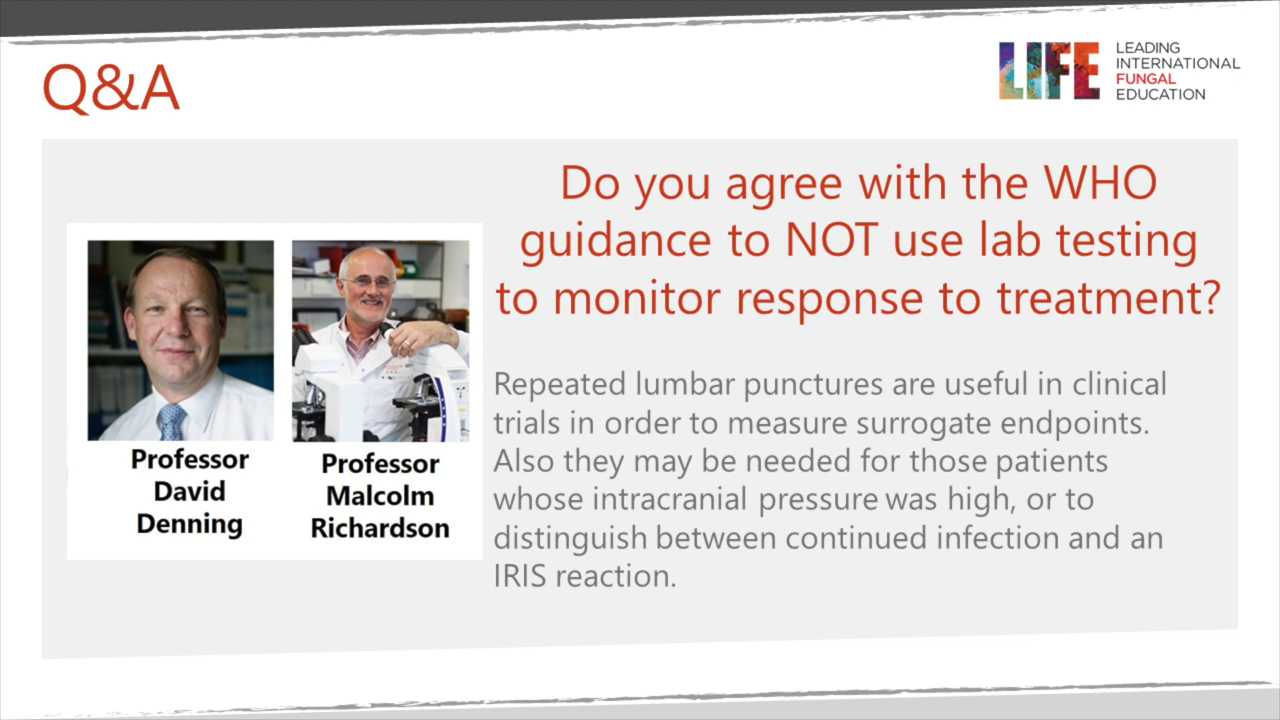 Q&A
LIFE
LEADING
INTERNATIONAL
FUNGAL
EDUCATION
Do you agree with the WHO
guidance to NOT use lab testing
to monitor response to treatment?
Professor
David
Denning
Professor
Malcolm
Richardson
Repeated lumbar punctures are useful in clinical
trials in order to measure surrogate endpoints.
Also they may be needed for those patients
whose intracranial pressure was high, or to
distinguish between continued infection and an
IRIS reaction.